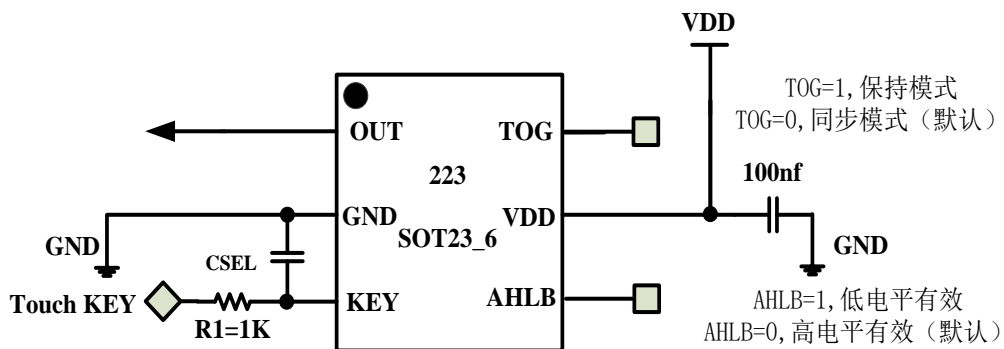 VDD
TOG=1,保持模式
TOG=0,同步模式（默认）
OUT
TOG
223
100nf
GND
VDD
SOT23_6
GND
GND
CSEL
Touch KEY
KEY
AHLB
R1=1K
AHLB=1,低电平有效
AHLB=0,高电平有效（默认）